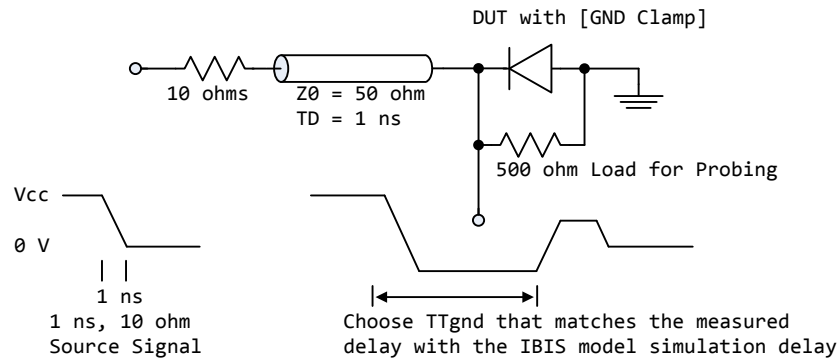 DUT with [GND Clamp]
10 ohms
Z0 = 50 ohm
TD = 1 ns
500 ohm Load for Probing
Vcc
0 V
1 ns
1 ns, 10 ohm
Source Signal
Choose TTgnd that matches the measured
delay with the IBIS model simulation delay